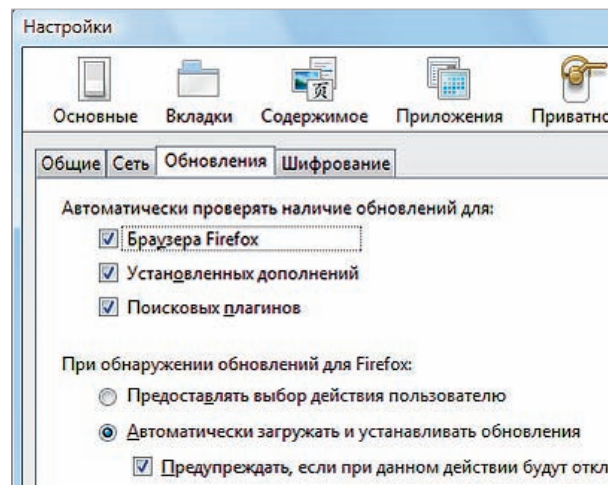 Настройки
Основные Вкладки Содержимое Приложения
Общие Сеть Обновления Шифрование
Автоматически проверять наличие обновлений для:
Браузера Firefox
Установленных дополнений
Поисковых плагинов
При обнаружении обновлений для Firefox:
Предоставлять выбор действия пользователю
Автоматически загружать и устанавливать обновления
Предупреждать, если при данном действии будут